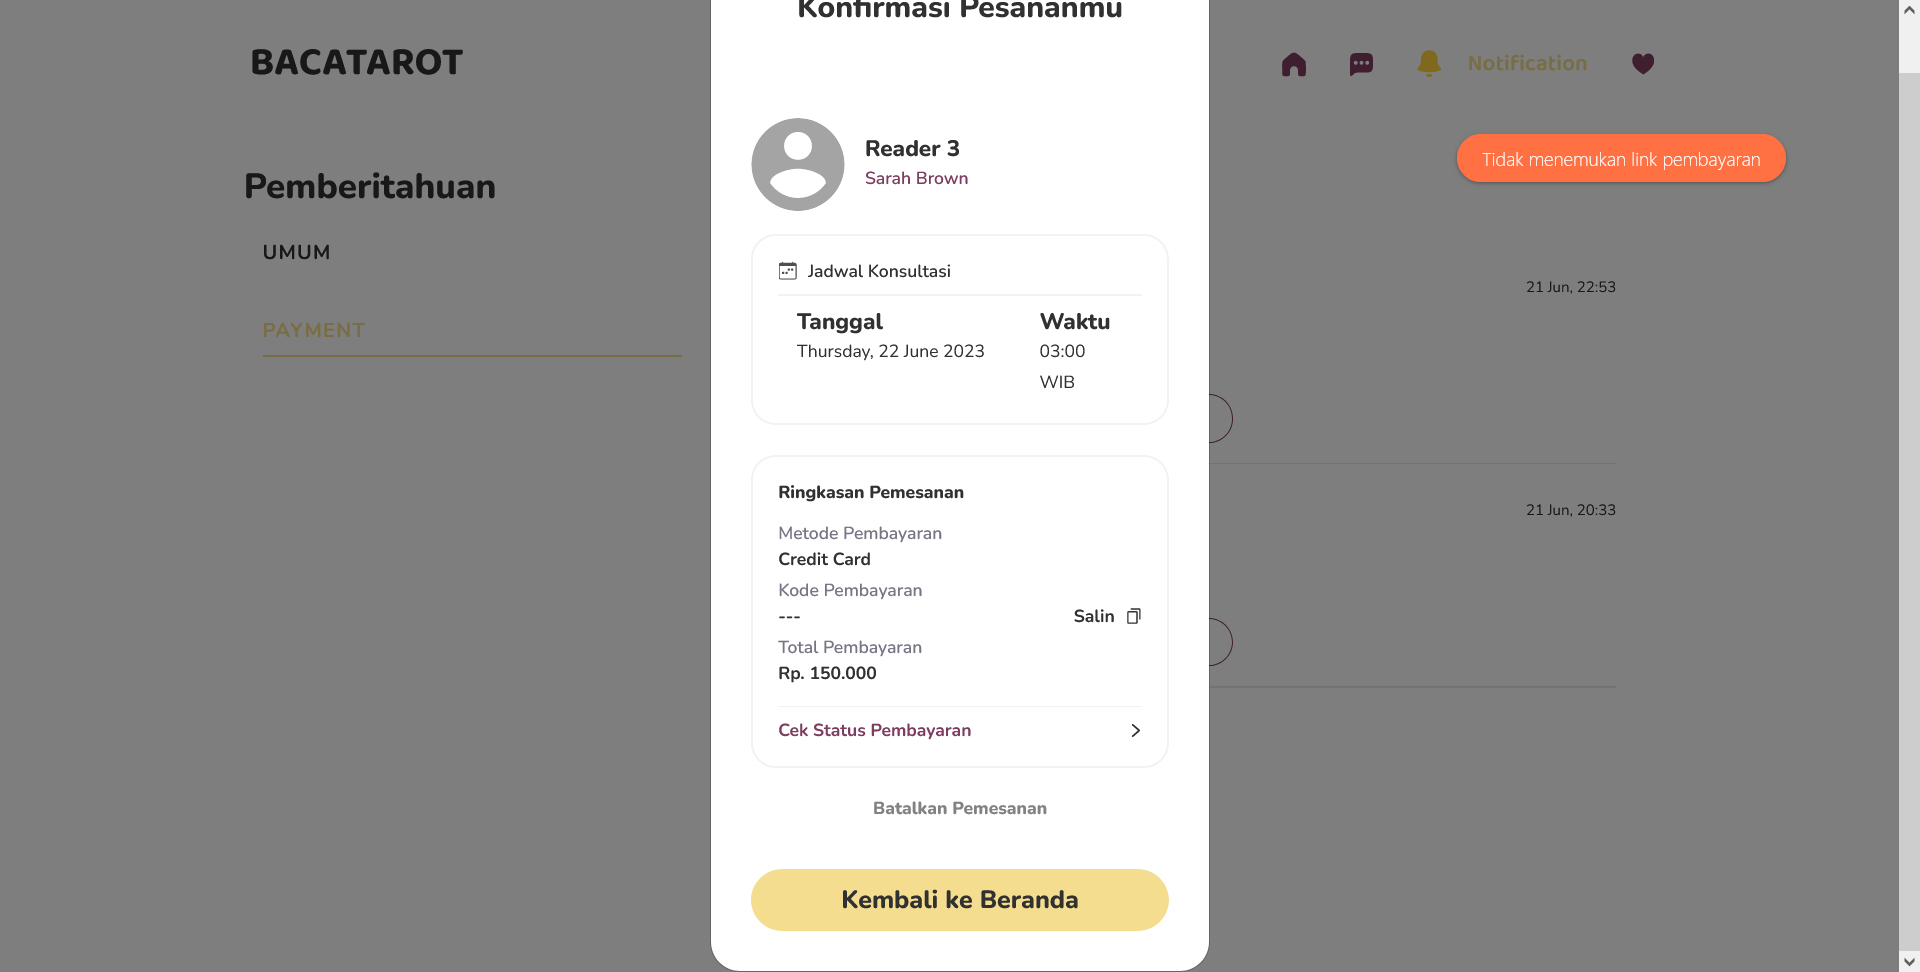 Konfirmasi Pesananmu
BACATAROT
Notification
Tidak menemukan link pembayaran
Pemberitahuan
UMUM
PAYMENT
Reader 3
Sarah Brown
Jadwal Konsultasi
Tanggal
Thursday, 22 June 2023
Waktu
03:00
WIB
21 Jun, 22:53
21 Jun, 20:33
Ringkasan Pemesanan
Metode Pembayaran
Credit Card
Kode Pembayaran
---
Salin
Total Pembayaran
Rp. 150.000
Cek Status Pembayaran
Batalkan Pemesanan
Kembali ke Beranda